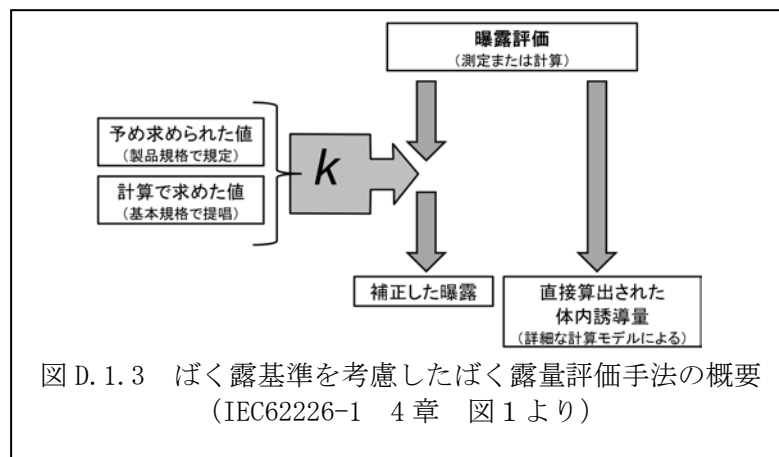 曝露評価
(測定または計算)
予め求められた値
(製品規格で規定)
計算で求めた値
(基本規格で提唱)
k
補正した曝露
直接算出された
体内誘導量
(詳細な計算モデルによる)
図 D.1.3　ばく露基準を考慮したばく露量評価手法の概要
(IEC62226-1　4 章　図１より)